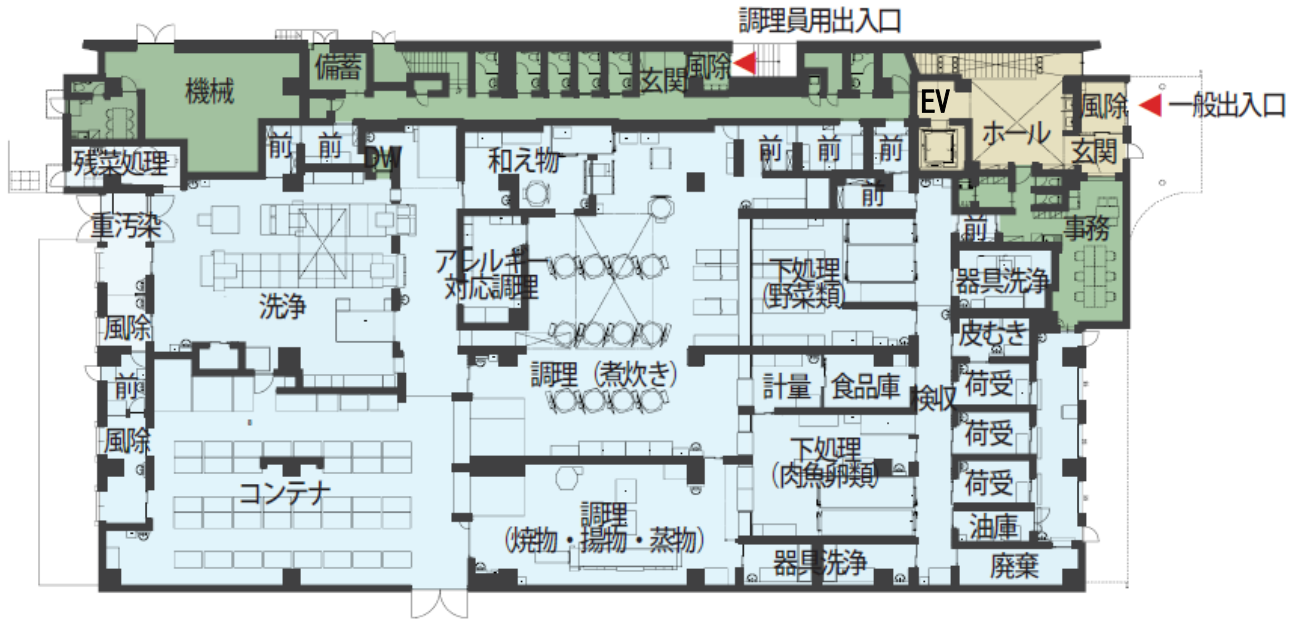 調理員用出入口
備蓄
機械
玄関
風除
EV
ホール
風除
一般出入口
玄関
残菜処理
前
前
DW
和え物
前
前
前
前
重汚染
アレルギー
対応調理
下処理
(野菜類)
前
事務
器具洗浄
洗浄
風除
皮むき
前
調理(煮炊き)
計量
食品庫
検収
荷受
風除
下処理
(肉魚卵類)
荷受
コンテナ
荷受
調理
(焼物・揚物・蒸物)
油庫
器具洗浄
廃棄